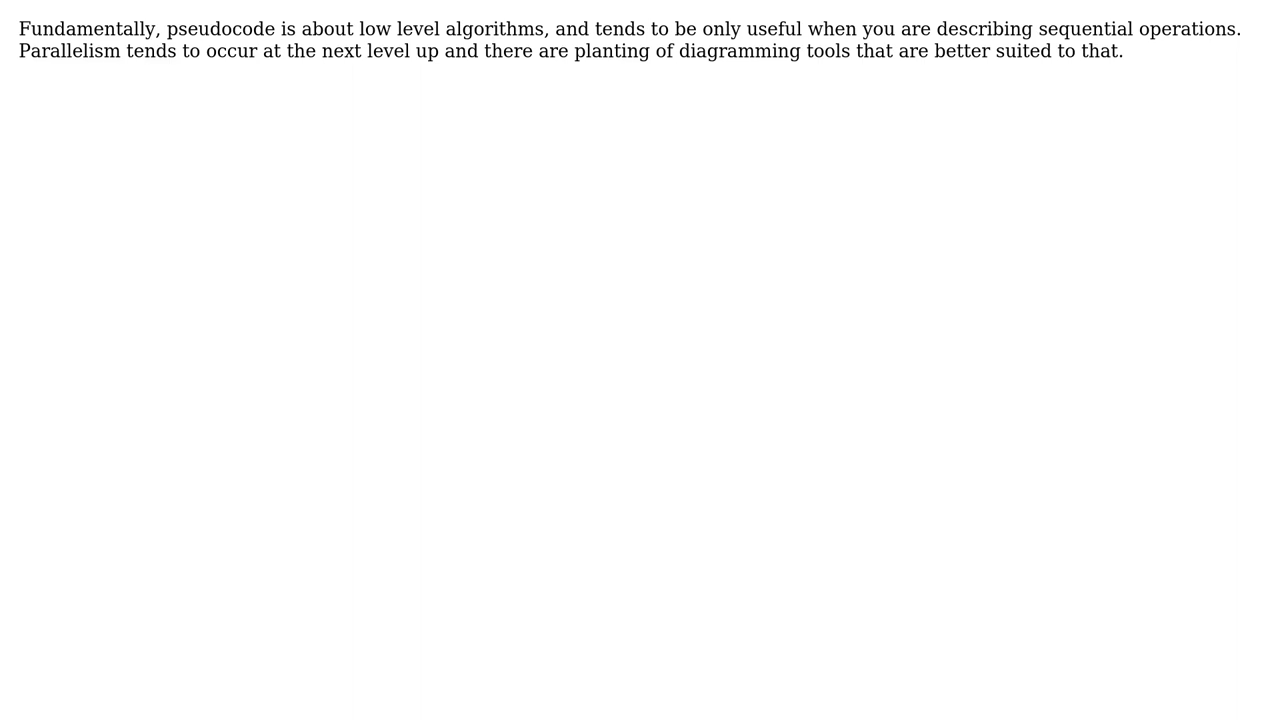 Fundamentally, pseudocode is about low level algorithms, and tends to be only useful when you are describing sequential operations.
Parallelism tends to occur at the next level up and there are planting of diagramming tools that are better suited to that.